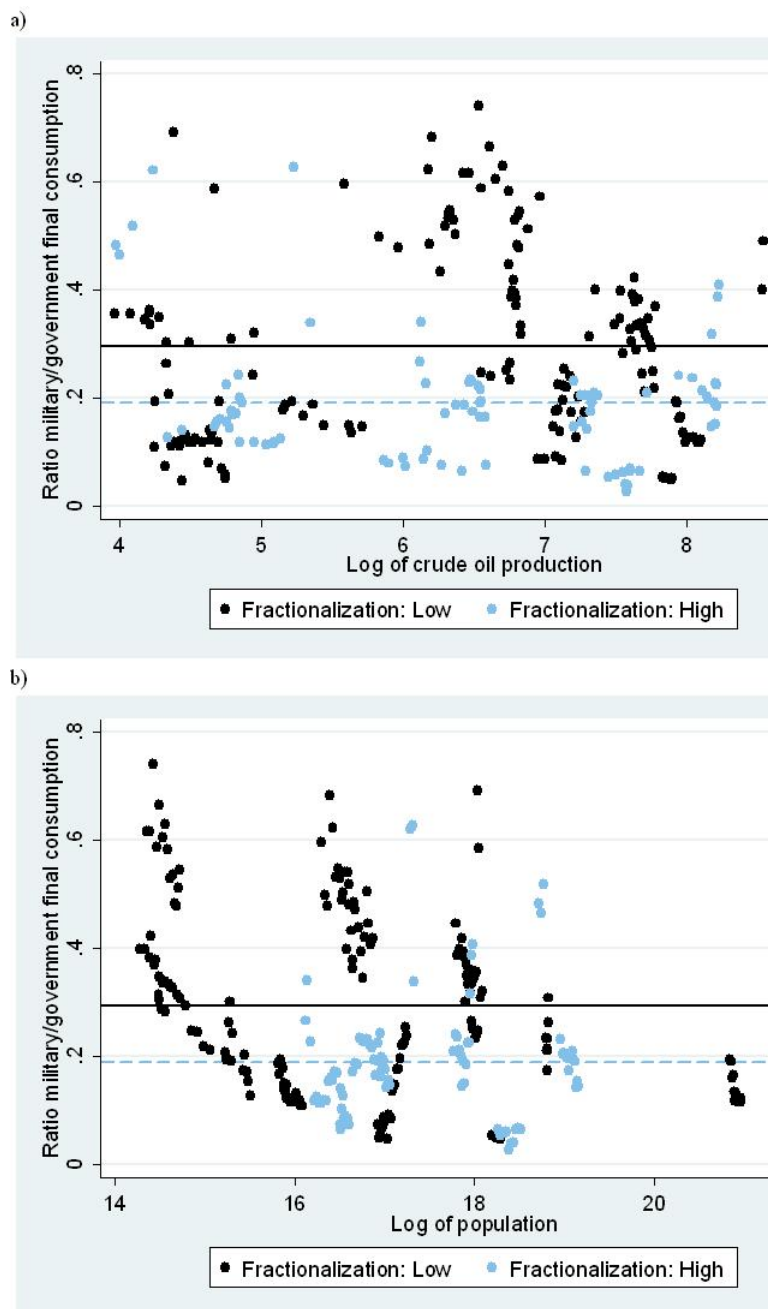 a)
Ratio military/government final consumption
.8
.6
.4
.2
0
4 5 6 7 8
Log of crude oil production
Fractionalization: Low Fractionalization: High
b)
Ratio military/government final consumption
.8
.6
.4
.2
0
14 16 18 20
Log of population
Fractionalization: Low Fractionalization: High